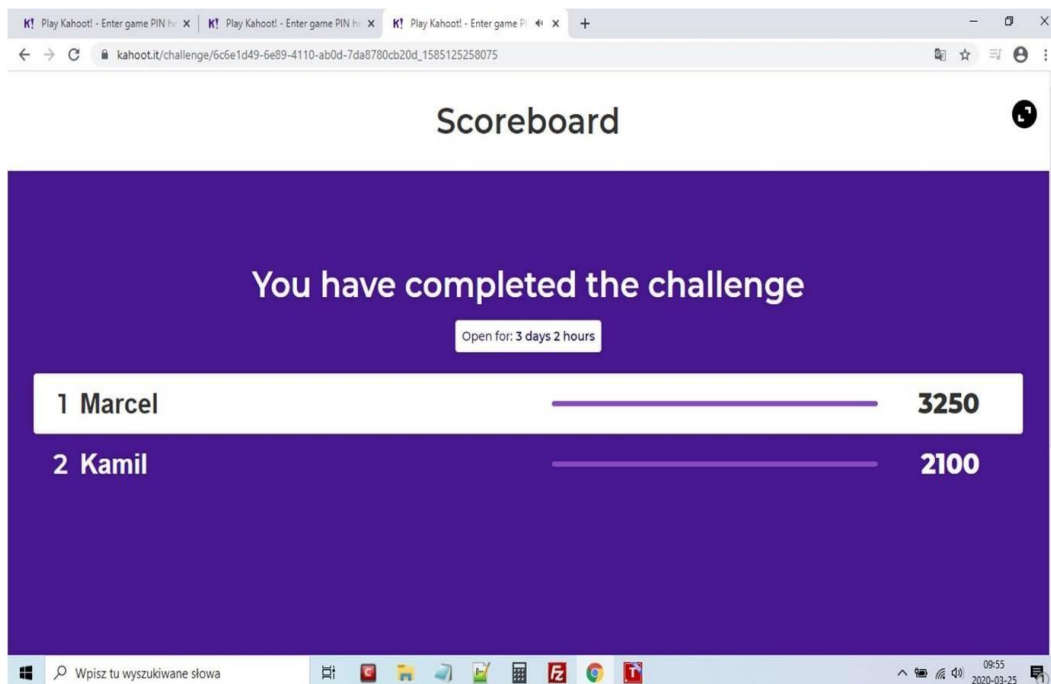 K! Play Kahoot! - Enter game PIN he K! Play Kahoot! - Enter game PIN he K! Play Kahoot! - Enter game P
kahoot.it/challenge/6c6e1d49-6e89-4110-ab0d-7da8780cb20d_1585125258075
Scoreboard
You have completed the challenge
Open for: 3 days 2 hours
1 Marcel 3250
2 Kamil 2100
Wpisz tu wyszukiwane słowa 09:55
2020-03-25